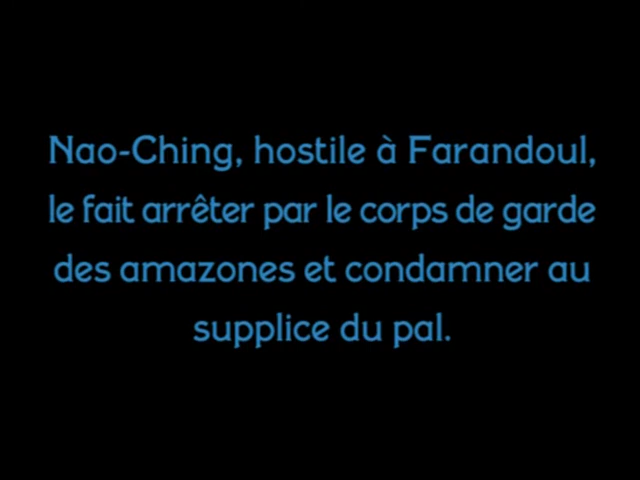 Nao-Ching, hostile à Farandoul,
le fait arrêter par le corps de garde
des amazones et condamner au
supplice du pal.